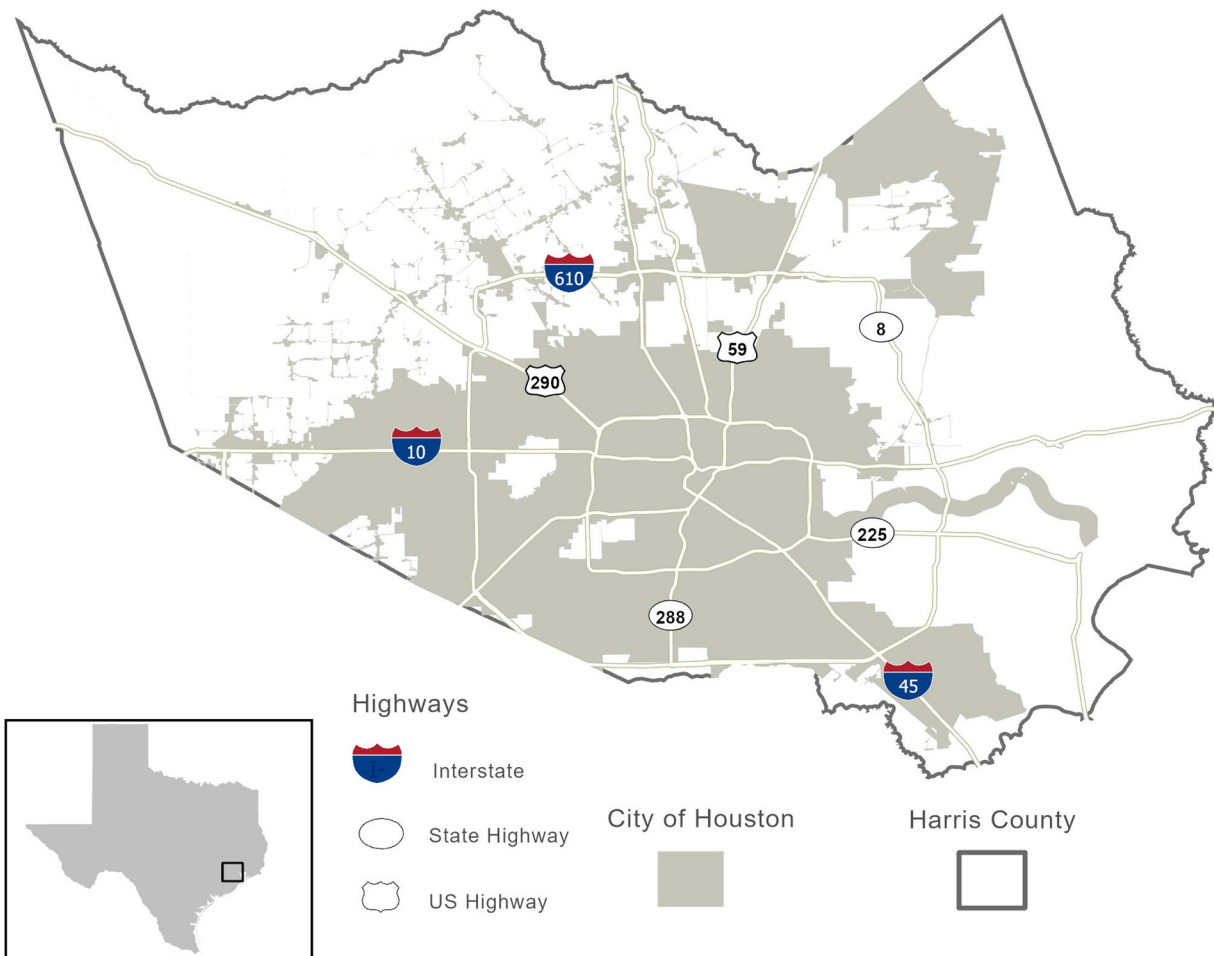 610
8
59
290
10
225
288
45
Highways
I-
Interstate
State Highway
US Highway
City of Houston
Harris County